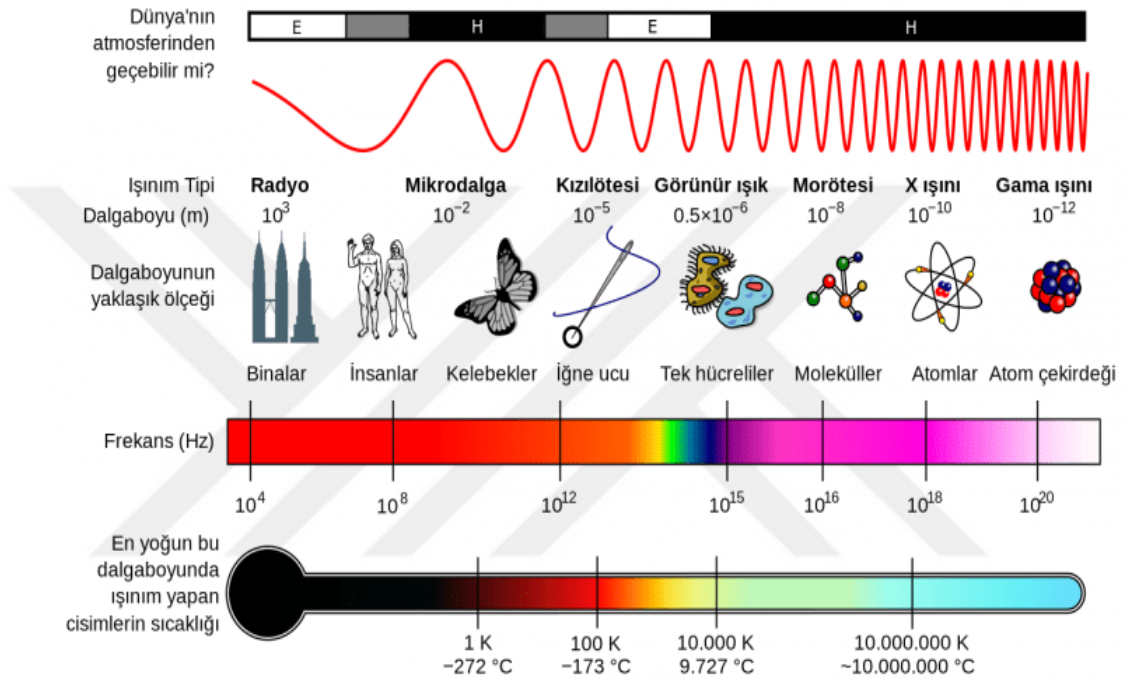 Dünya'nın
atmosferinden
geçebilir mi?
E H E H
Işınım Tipi Radyo Mikrodalga Kızılötesi Görünür ışık Morötesi X ışını Gama ışını
Dalgaboyu (m) 10³ 10⁻² 10⁻⁵ 0.5×10⁻⁶ 10⁻⁸ 10⁻¹⁰ 10⁻¹²
Dalgaboyunun
yaklaşık ölçeği
Binalar İnsanlar Kelebekler İğne ucu Tek hücreliler Moleküller Atomlar Atom çekirdeği
Frekans (Hz)
10⁴ 10⁸ 10¹² 10¹⁵ 10¹⁶ 10¹⁸ 10²⁰
En yoğun bu
dalgaboyunda
ışınım yapan
cisimlerin sıcaklığı
1 K 100 K 10.000 K 10.000.000 K
−272 °C −173 °C 9.727 °C ~10.000.000 °C